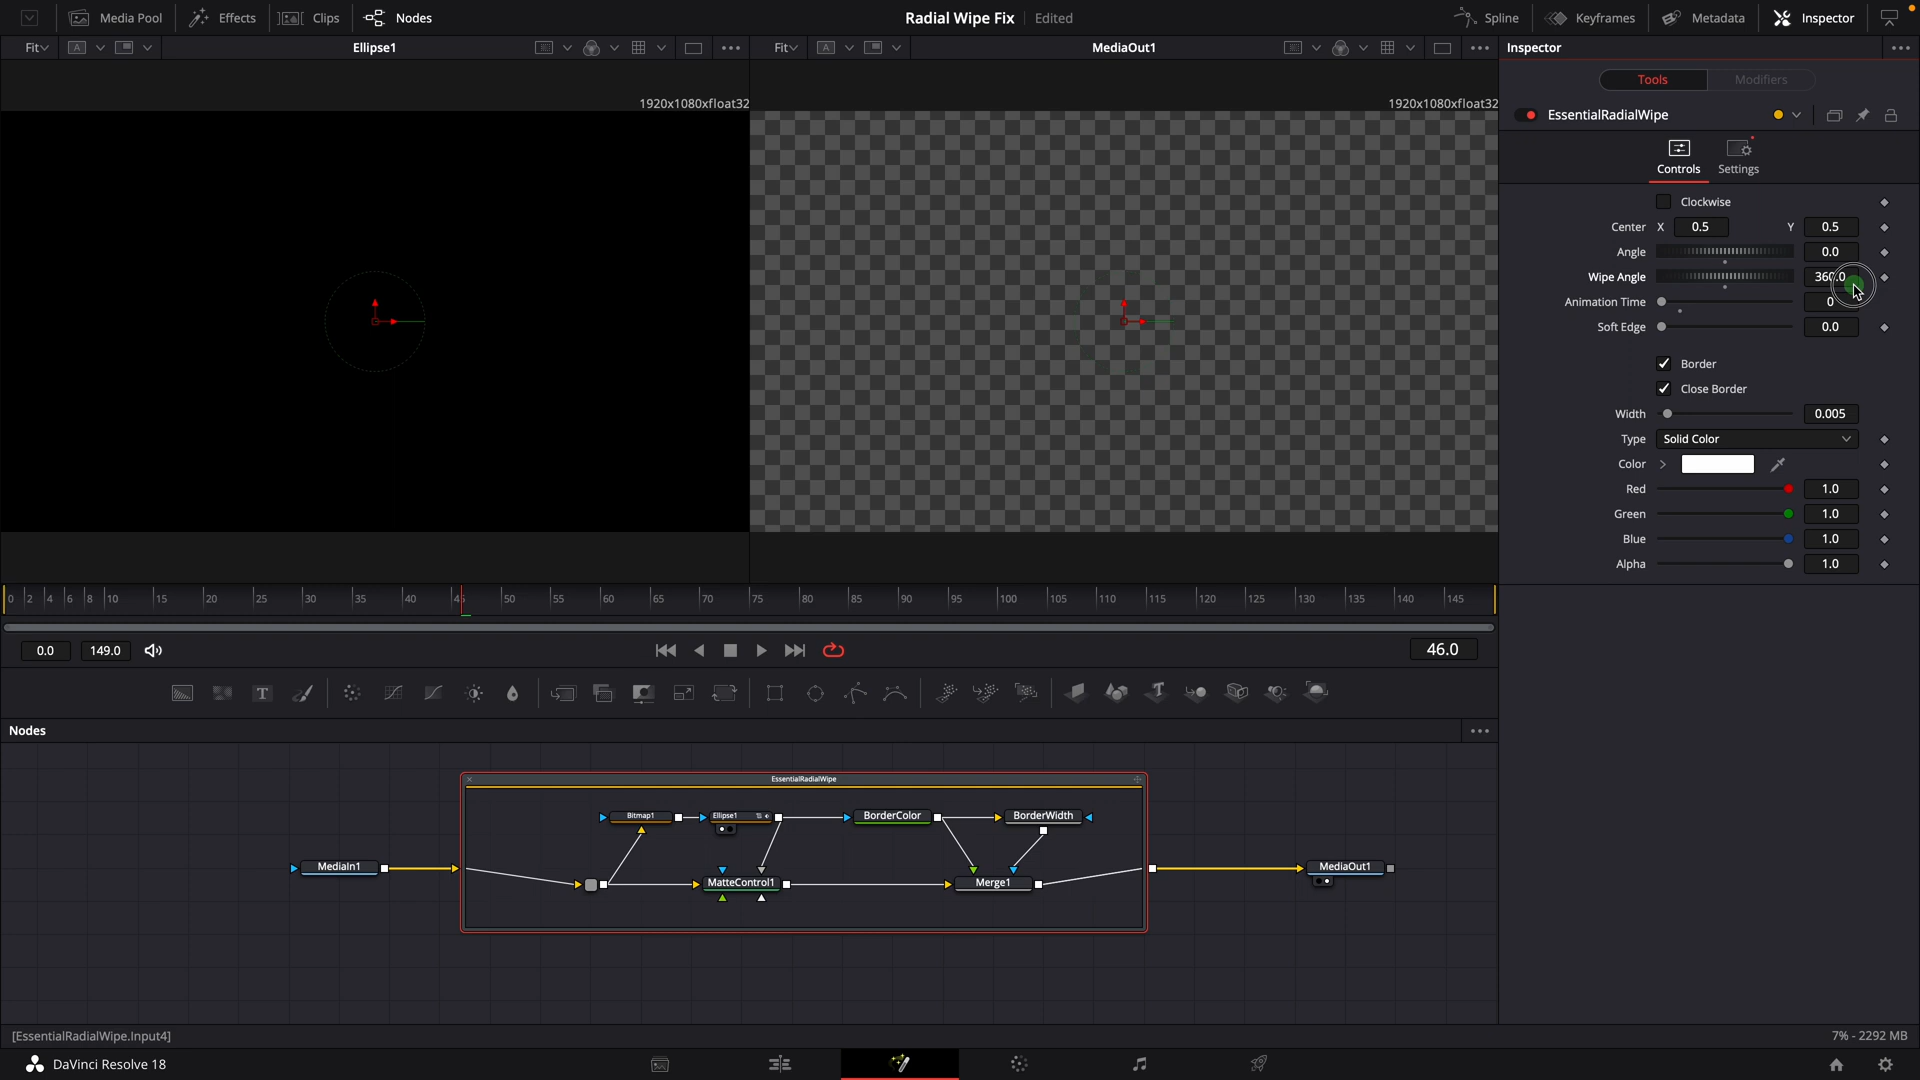 Media Pool
Effects
Clips
Nodes
Radial Wipe Fix
Edited
Spline
Keyframes
Metadata
Inspector
Fit
A
Ellipse1
Fit
A
MediaOut1
Inspector
1920x1080xfloat32
1920x1080xfloat32
Tools
Modifiers
EssentialRadialWipe
Controls
Settings
Clockwise
Center X 0.5 Y 0.5
Angle 0.0
Wipe Angle 360.0
Animation Time 0
Soft Edge 0.0
Border
Close Border
Width 0.005
Type Solid Color
Color
Red 1.0
Green 1.0
Blue 1.0
Alpha 1.0
0 2 4 6 8 10 15 20 25 30 35 40 45 50 55 60 65 70 75 80 85 90 95 100 105 110 115 120 125 130 135 140 145
0.0 149.0
46.0
T
T
Nodes
EssentialRadialWipe
Bitmap1
Ellipse1
BorderColor
BorderWidth
MediaIn1
MediaOut1
MatteControl1
Merge1
[EssentialRadialWipe.Input4]
7% - 2292 MB
DaVinci Resolve 18